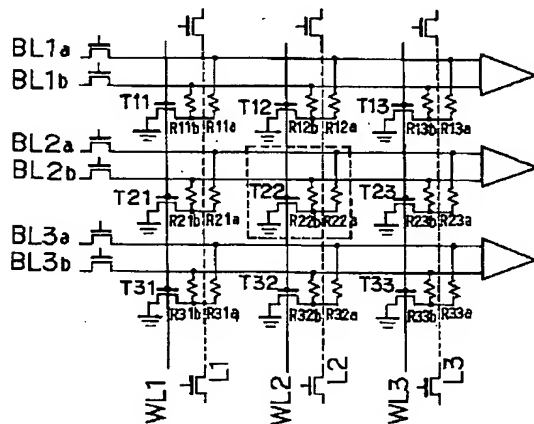 BL1a
BL1b
T11 T12 T13
R11b R11a R12b R12a R13b R13a
BL2a
BL2b
T21 T22 T23
R21b R21a R22b R22a R23b R23a
BL3a
BL3b
T31 T32 T33
R31b R31a R32b R32a R33b R33a
WL1 L1 WL2 L2 WL3 L3